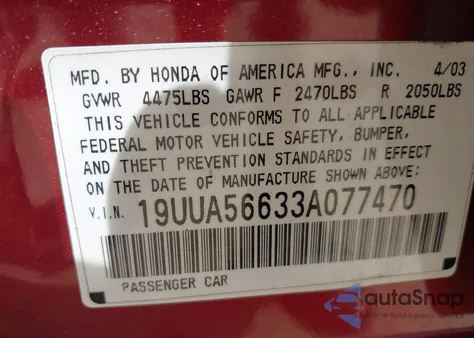 MFD. BY HONDA OF AMERICA MFG., INC. 4/03
GVWR 4475LBS GAWR F 2470LBS R 2050LBS
THIS VEHICLE CONFORMS TO ALL APPLICABLE
FEDERAL MOTOR VEHICLE SAFETY, BUMPER,
AND THEFT PREVENTION STANDARDS IN EFFECT
ON THE DATE OF MANUFACTURE SHOWN ABOVE.
V.I.N. 19UUA56633A077470
PASSENGER CAR
autaSnap